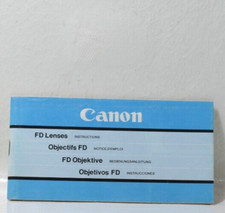 Canon
FD Lenses INSTRUCTIONS
Objectifs FD NOTICE D'EMPLOI
FD Objektive BEDIENUNGSANLEITUNG
Objetivos FD INSTRUCCIONES